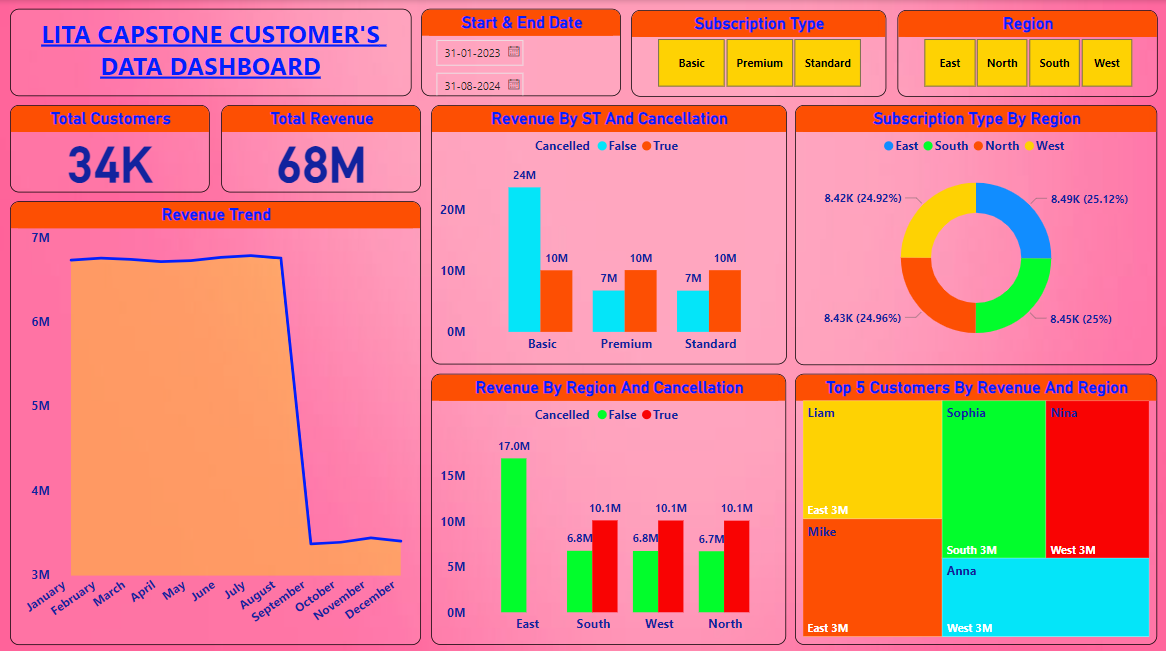 LITA CAPSTONE CUSTOMER'S
DATA DASHBOARD
Start & End Date
31-01-2023
31-08-2024
Subscription Type
Basic
Premium
Standard
Region
East
North
South
West
Total Customers
34K
Total Revenue
68M
Revenue Trend
7M
6M
5M
4M
3M
January
February
March
April
May
June
July
August
September
October
November
December
Revenue By ST And Cancellation
Cancelled False True
20M
10M
0M
24M
10M
7M
10M
7M
10M
Basic
Premium
Standard
Subscription Type By Region
East South North West
8.42K (24.92%)
8.49K (25.12%)
8.43K (24.96%)
8.45K (25%)
Revenue By Region And Cancellation
Cancelled False True
15M
10M
5M
0M
17.0M
6.8M
10.1M
6.8M
10.1M
6.7M
10.1M
East
South
West
North
Top 5 Customers By Revenue And Region
Liam
East 3M
Mike
East 3M
Sophia
South 3M
Nina
West 3M
Anna
West 3M